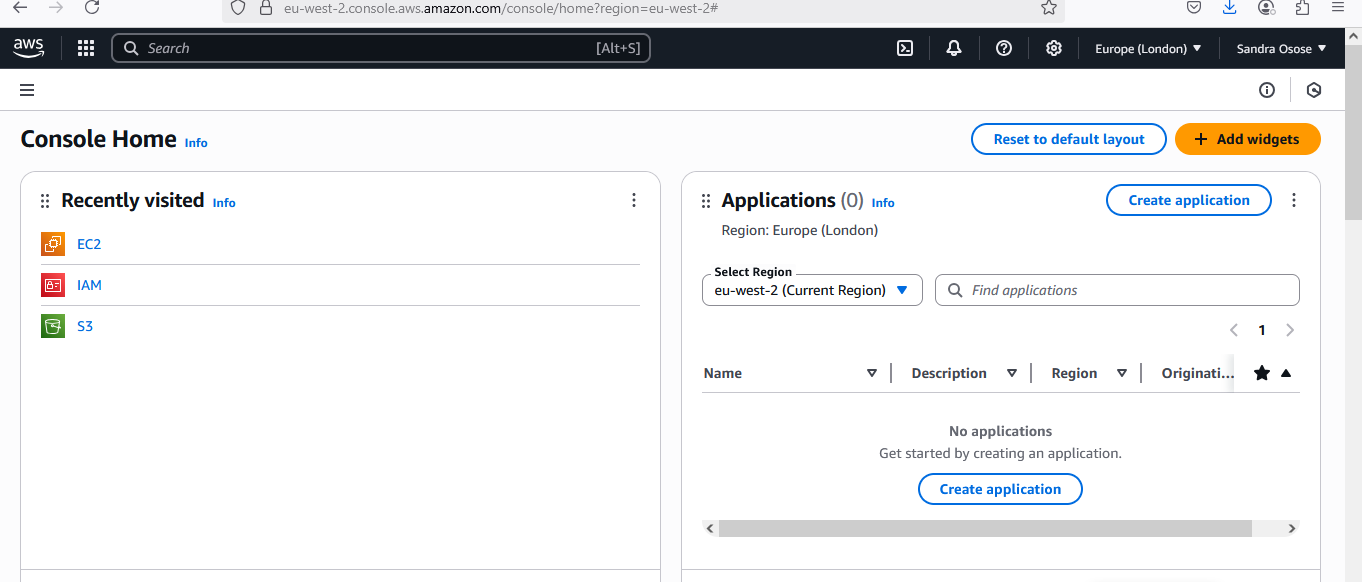 eu-west-2.console.aws.amazon.com/console/home?region=eu-west-2#
aws
Search [Alt+S]
Europe (London)
Sandra Osose
Console Home Info
Reset to default layout
Add widgets
Recently visited Info
EC2
IAM
S3
Applications (0) Info
Create application
Region: Europe (London)
Select Region
eu-west-2 (Current Region)
Find applications
1
Name Description Region Originati...
No applications
Get started by creating an application.
Create application